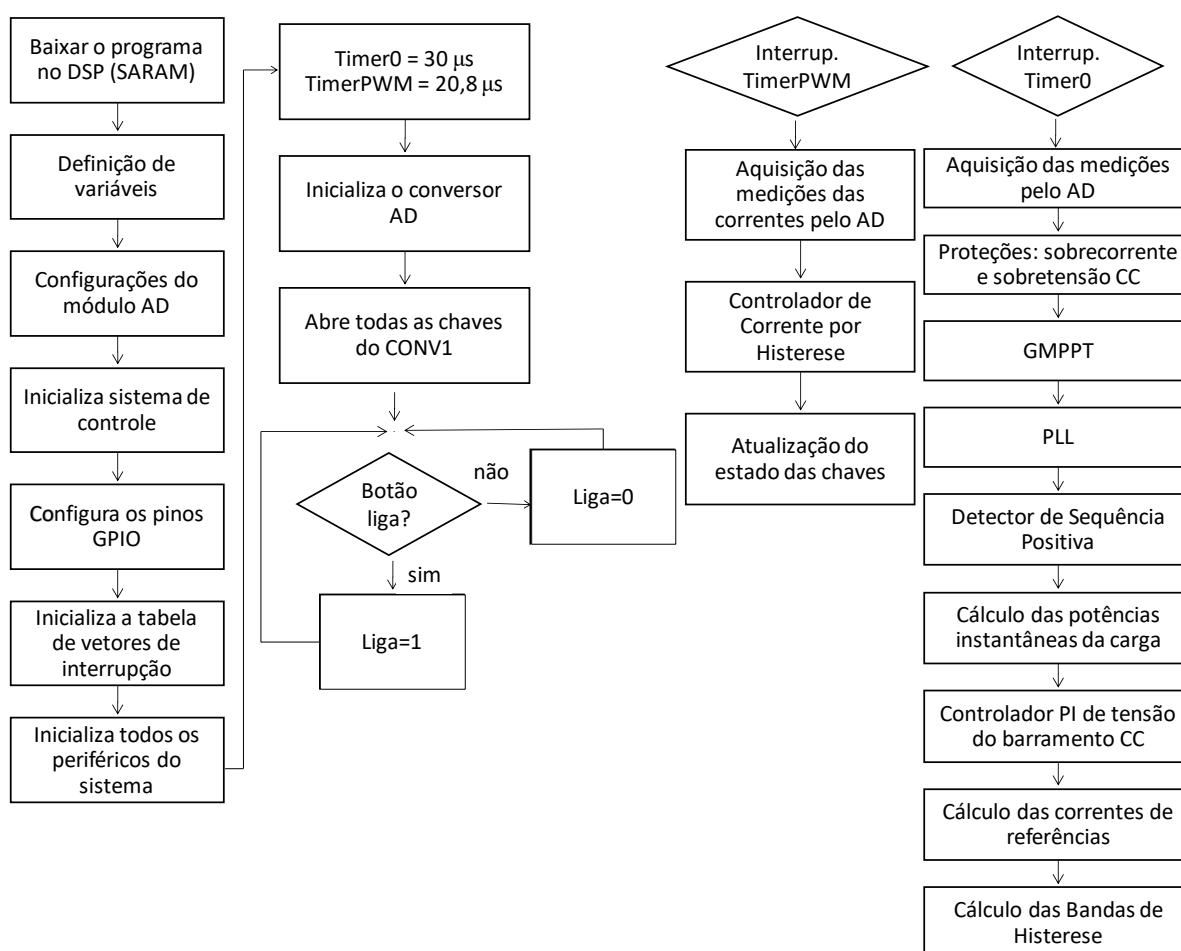 Baixar o programa
no DSP (SARAM)
Definição de
variáveis
Configurações do
módulo AD
Inicializa sistema de
controle
Configura os pinos
GPIO
Inicializa a tabela
de vetores de
interrupção
Inicializa todos os
periféricos do
sistema
Timer0 = 30 µs
TimerPWM = 20,8 µs
Inicializa o conversor
AD
Abre todas as chaves
do CONV1
Botão
liga?
não
Liga=0
sim
Liga=1
Interrup.
TimerPWM
Aquisição das
medições das
correntes pelo AD
Controlador de
Corrente por
Histerese
Atualização do
estado das chaves
Interrup.
Timer0
Aquisição das medições
pelo AD
Proteções: sobrecorrente
e sobretensão CC
GMPPT
PLL
Detector de Sequência
Positiva
Cálculo das potências
instantâneas da carga
Controlador PI de tensão
do barramento CC
Cálculo das correntes de
referências
Cálculo das Bandas de
Histerese